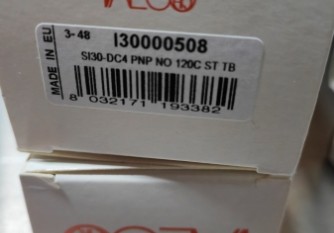 MADE IN EU
3-48
I30000508
SI30-DC4 PNP NO 120C ST TB
8 032171 193382